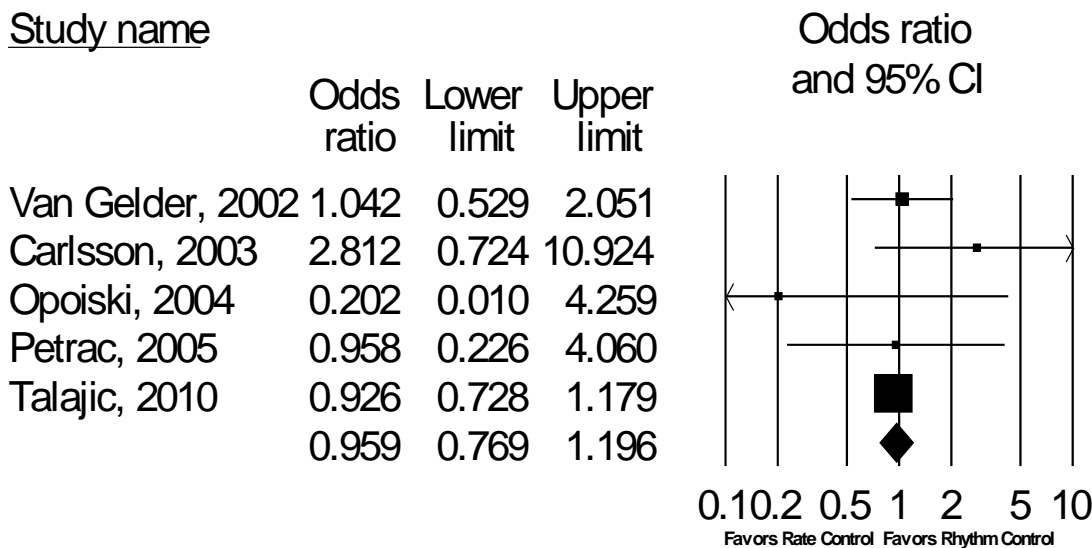 Study name
Odds ratio
and 95% CI
Odds Lower Upper
ratio limit limit
Van Gelder, 2002 1.042 0.529 2.051
Carlsson, 2003 2.812 0.724 10.924
Opoiski, 2004 0.202 0.010 4.259
Petrac, 2005 0.958 0.226 4.060
Talajic, 2010 0.926 0.728 1.179
0.959 0.769 1.196
0.1 0.2 0.5 1 2 5 10
Favors Rate Control Favors Rhythm Control